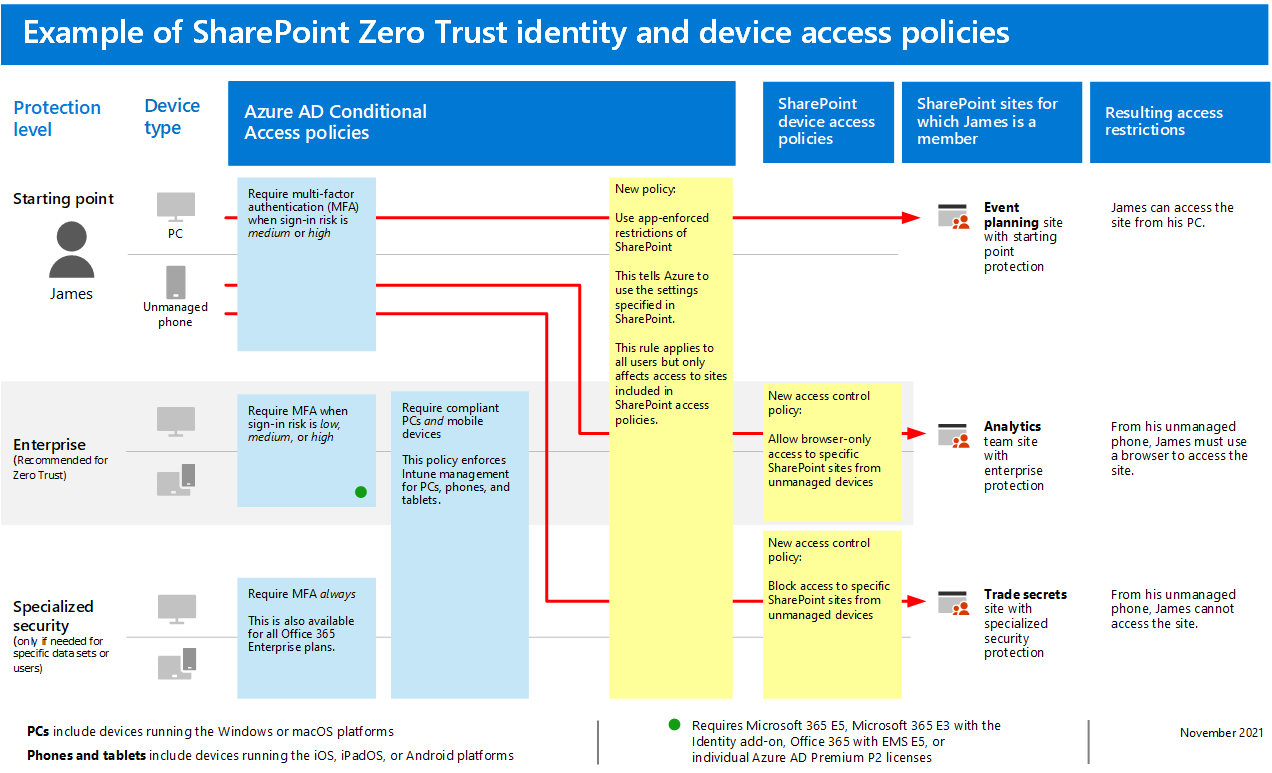 Example of SharePoint Zero Trust identity and device access policies
Protection
level
Device
type
Azure AD Conditional
Access policies
SharePoint
device access
policies
SharePoint sites for
which James is a
member
Resulting access
restrictions
Starting point
James
PC
Unmanaged
phone
Require multi-factor
authentication (MFA)
when sign-in risk is
medium or high
New policy:
Use app-enforced
restrictions of
SharePoint
This tells Azure to
use the settings
specified in
SharePoint.
This rule applies to
all users but only
affects access to sites
included in
SharePoint access
policies.
Event
planning site
with starting
point
protection
James can access the
site from his PC.
Enterprise
(Recommended for
Zero Trust)
Require MFA when
sign-in risk is low,
medium, or high
Require compliant
PCs and mobile
devices
This policy enforces
Intune management
for PCs, phones, and
tablets.
New access control
policy:
Allow browser-only
access to specific
SharePoint sites from
unmanaged devices
Analytics
team site
with
enterprise
protection
From his unmanaged
phone, James must use
a browser to access the
site.
Specialized
security
(only if needed for
specific data sets or
users)
Require MFA always
This is also available
for all Office 365
Enterprise plans.
New access control
policy:
Block access to specific
SharePoint sites from
unmanaged devices
Trade secrets
site with
specialized
security
protection
From his unmanaged
phone, James cannot
access the site.
PCs include devices running the Windows or macOS platforms
Phones and tablets include devices running the iOS, iPadOS, or Android platforms
Requires Microsoft 365 E5, Microsoft 365 E3 with the
Identity add-on, Office 365 with EMS E5, or
individual Azure AD Premium P2 licenses
November 2021